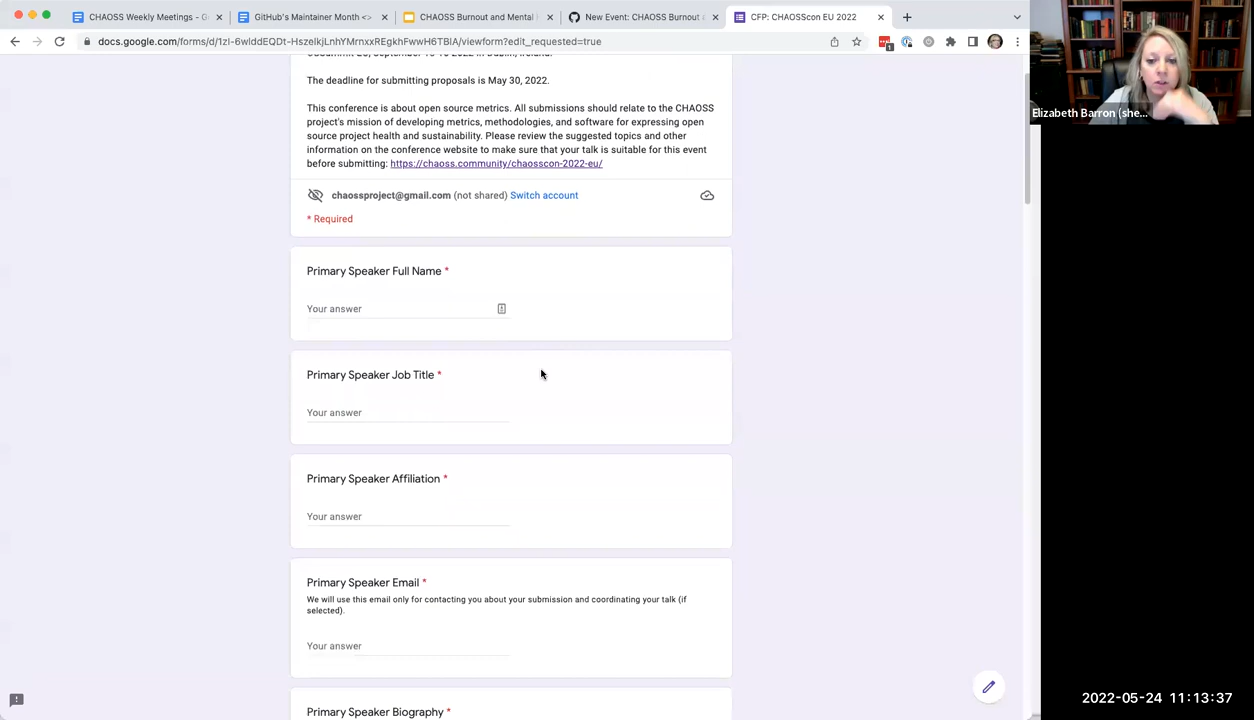 CHAOSS Weekly Meetings - G
GitHub's Maintainer Month <>
CHAOSS Burnout and Mental
New Event: CHAOSS Burnout
CFP: CHAOSScon EU 2022
The deadline for submitting proposals is May 30, 2022.
This conference is about open source metrics. All submissions should relate to the CHAOSS
project's mission of developing metrics, methodologies, and software for expressing open
source project health and sustainability. Please review the suggested topics and other
information on the conference website to make sure that your talk is suitable for this event
before submitting: https://chaoss.community/chaosscon-2022-eu/
chaossproject@gmail.com (not shared) Switch account
* Required
Primary Speaker Full Name *
Your answer
Primary Speaker Job Title *
Your answer
Primary Speaker Affiliation *
Your answer
Primary Speaker Email *
We will use this email only for contacting you about your submission and coordinating your talk (if
selected).
Your answer
Primary Speaker Biography *
Elizabeth Barron (she...
2022-05-24 11:13:37